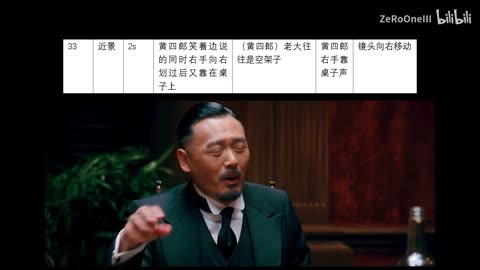 ZeRoOneIII bilibili
33 近景 2s 黄四郎笑着边说 (黄四郎)老大往 黄四郎 镜头向右移动
的同时右手向右 往是空架子 右手靠
划过后又靠在桌 桌子声
子上